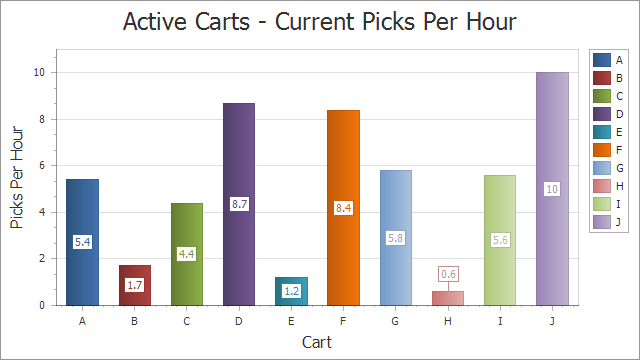 Active Carts - Current Picks Per Hour
Picks Per Hour
10
8
6
4
2
0
5.4
1.7
4.4
8.7
1.2
8.4
5.8
0.6
5.6
10
A B C D E F G H I J
Cart
A
B
C
D
E
F
G
H
I
J